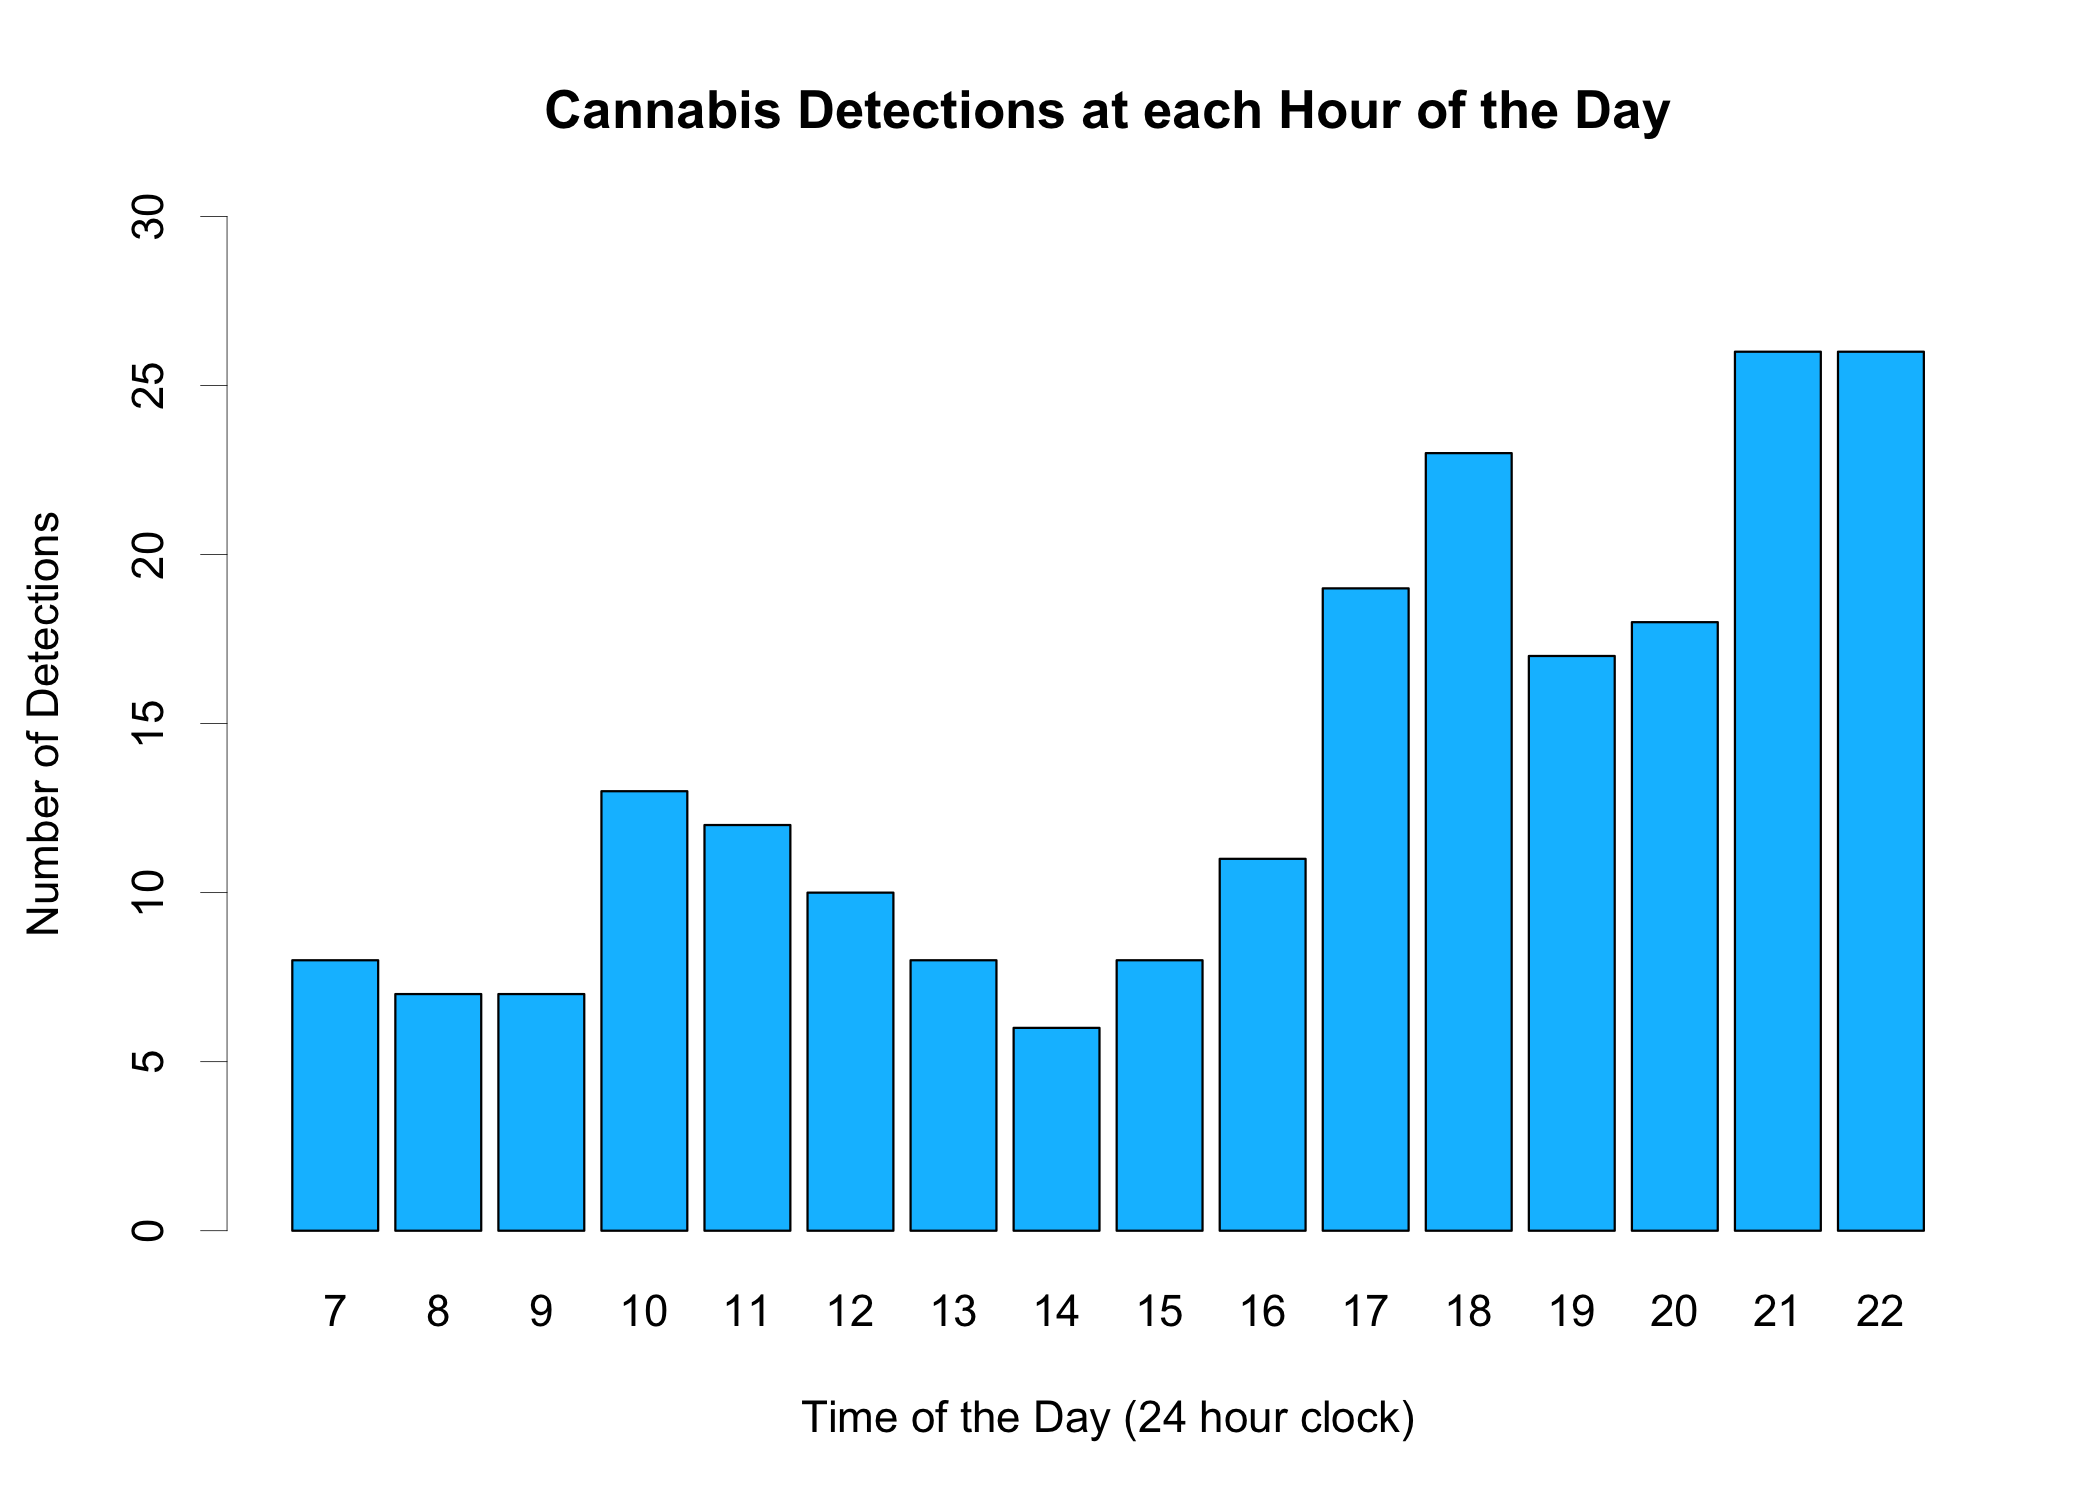 Cannabis Detections at each Hour of the Day
Number of Detections
30
25
20
15
10
5
0
7 8 9 10 11 12 13 14 15 16 17 18 19 20 21 22
Time of the Day (24 hour clock)